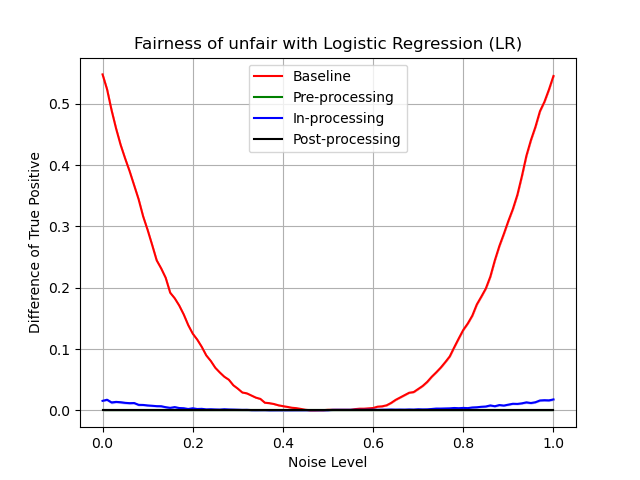 Fairness of unfair with Logistic Regression (LR)
Baseline
Pre-processing
In-processing
Post-processing
Difference of True Positive
0.5
0.4
0.3
0.2
0.1
0.0
0.0 0.2 0.4 0.6 0.8 1.0
Noise Level